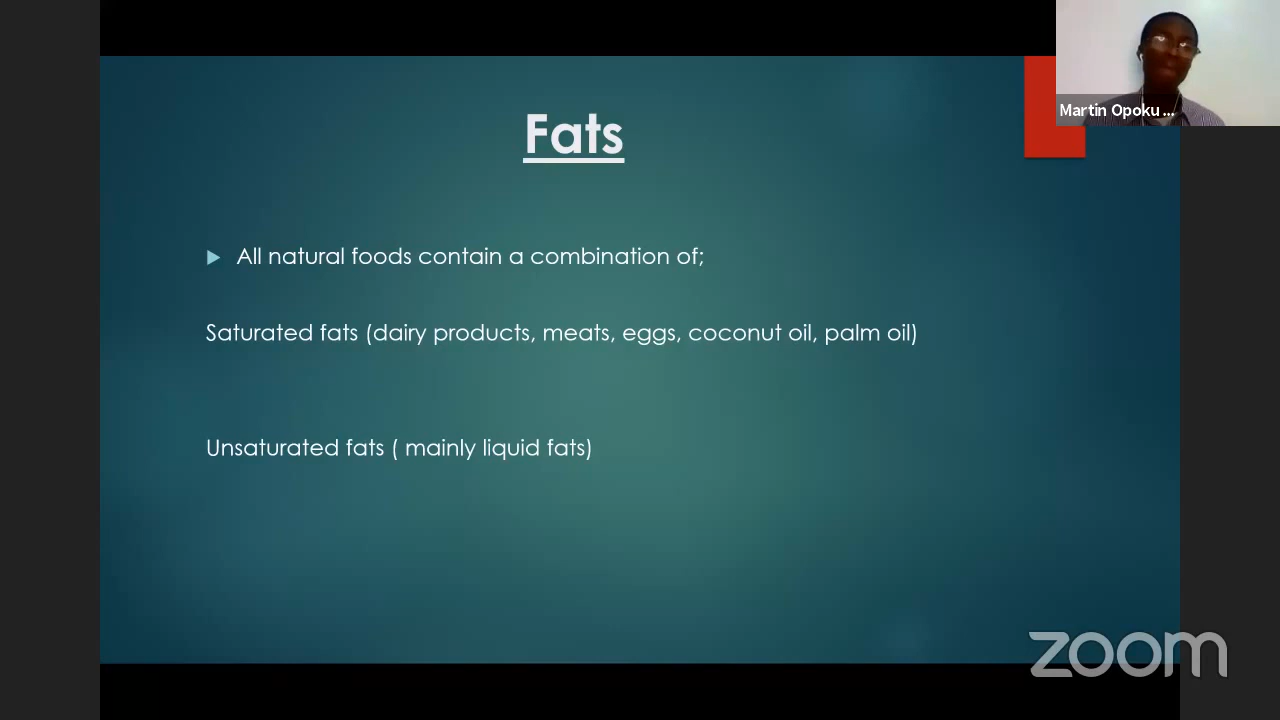 Martin Opoku ...
Fats
All natural foods contain a combination of;
Saturated fats (dairy products, meats, eggs, coconut oil, palm oil)
Unsaturated fats ( mainly liquid fats)
zoom